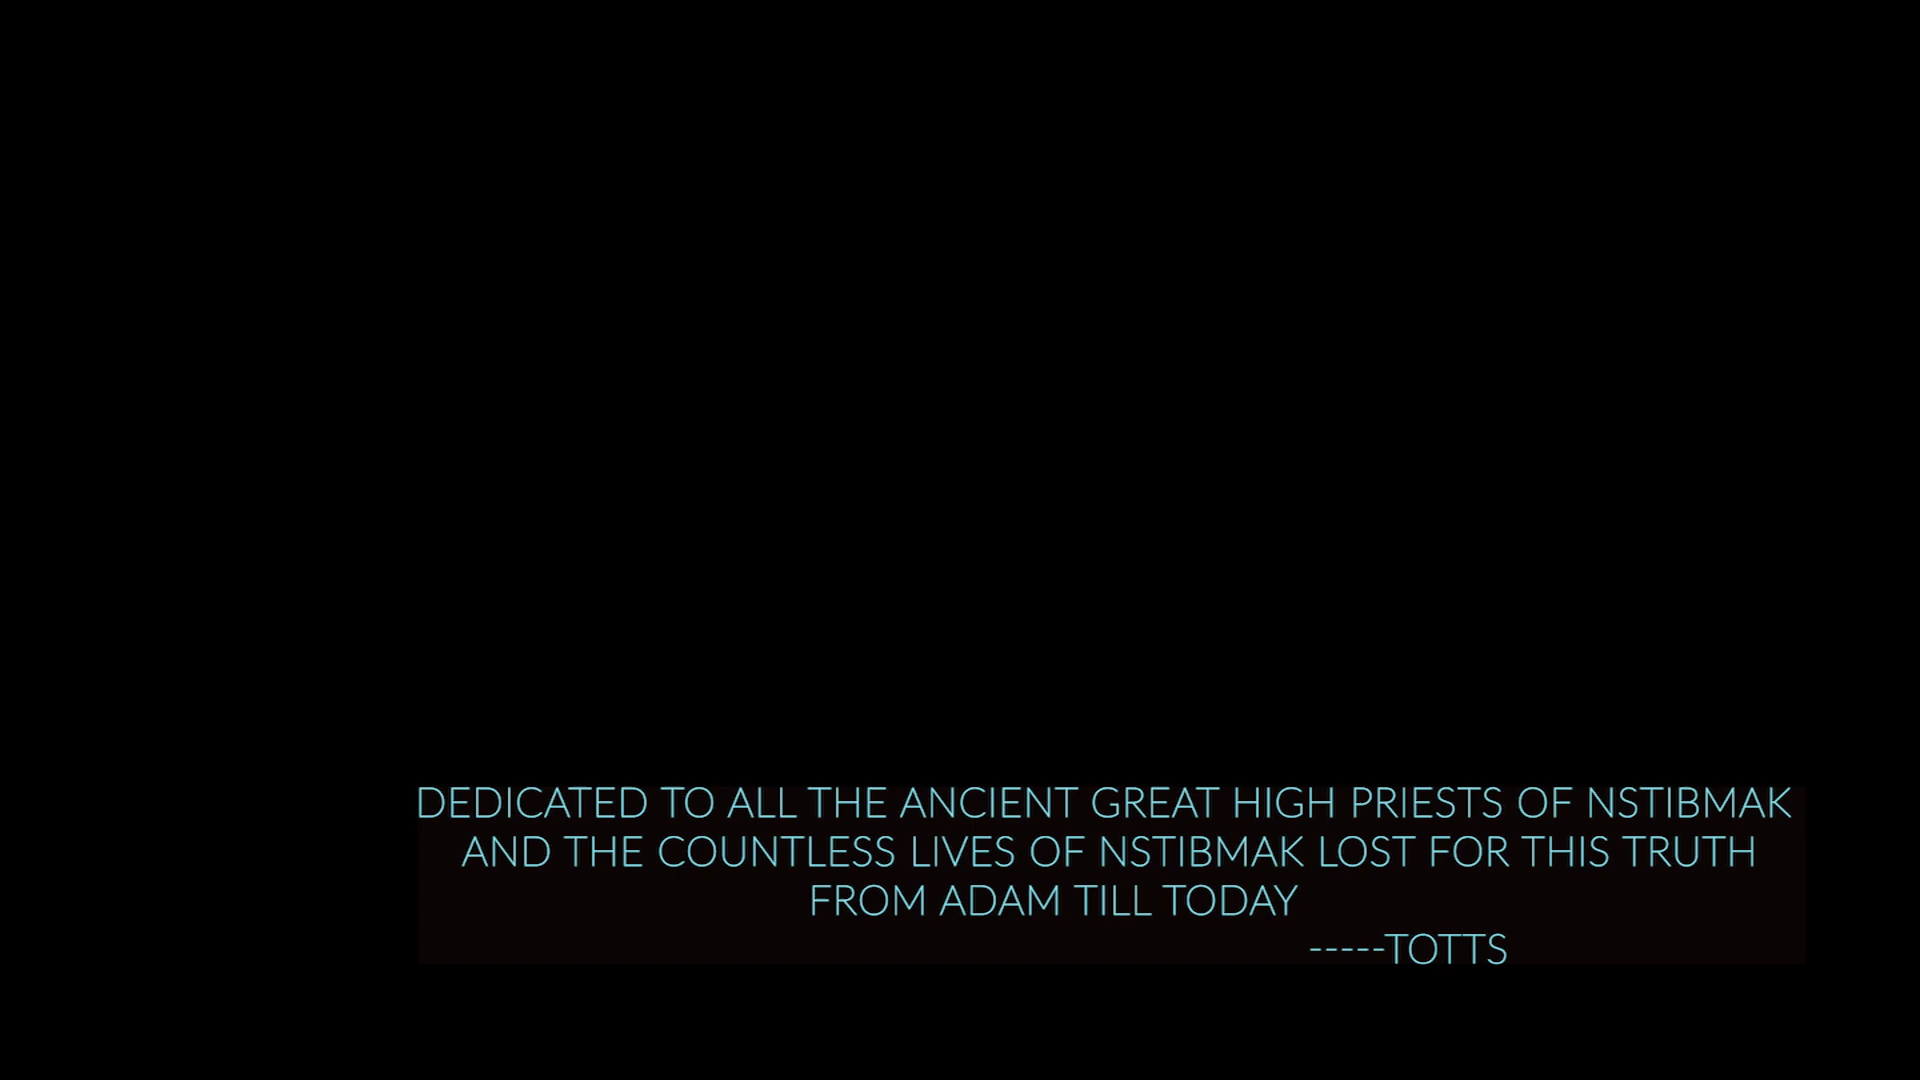 DEDICATED TO ALL THE ANCIENT GREAT HIGH PRIESTS OF NSTIBMAK
AND THE COUNTLESS LIVES OF NSTIBMAK LOST FOR THIS TRUTH
FROM ADAM TILL TODAY
-----TOTTS